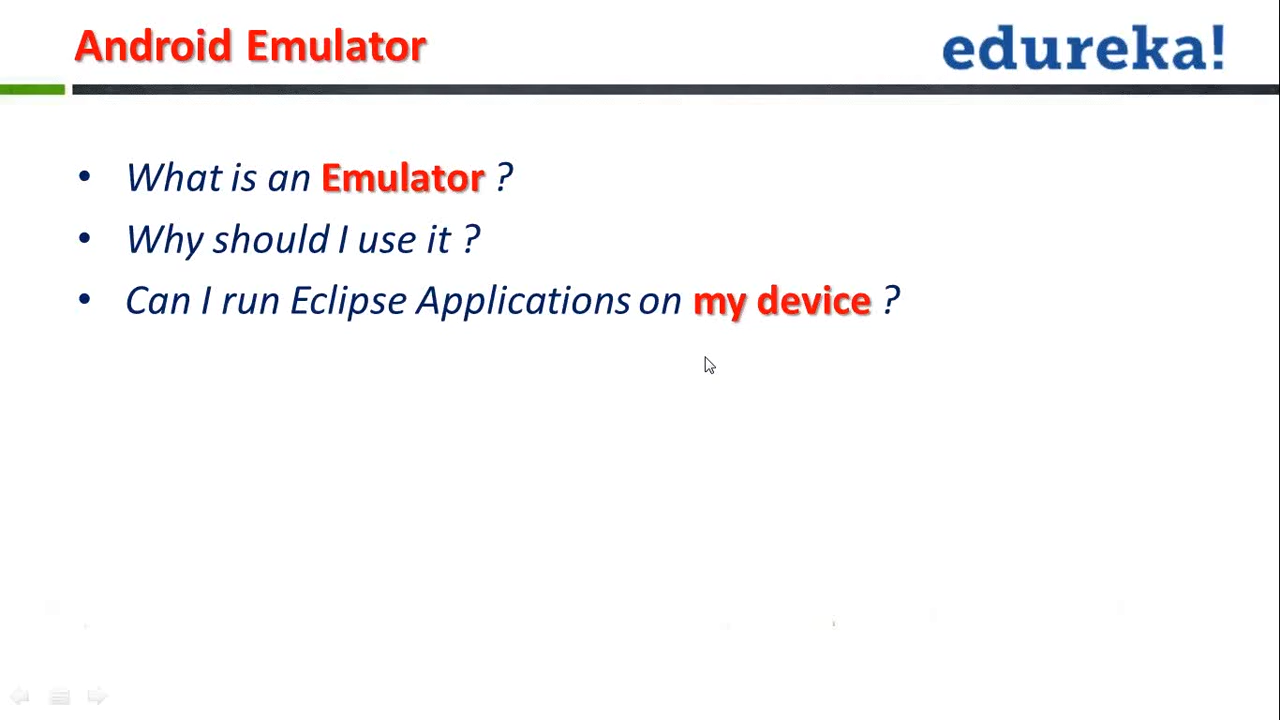 Android Emulator
edureka!
• What is an Emulator ?
• Why should I use it ?
• Can I run Eclipse Applications on my device ?